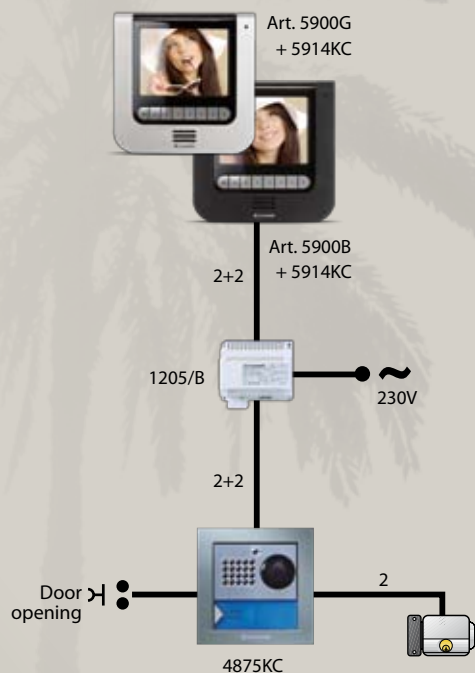 Art. 5900G
+ 5914KC
Art. 5900B
+ 5914KC
2+2
1205/B
230V
2+2
Door
opening
2
4875KC